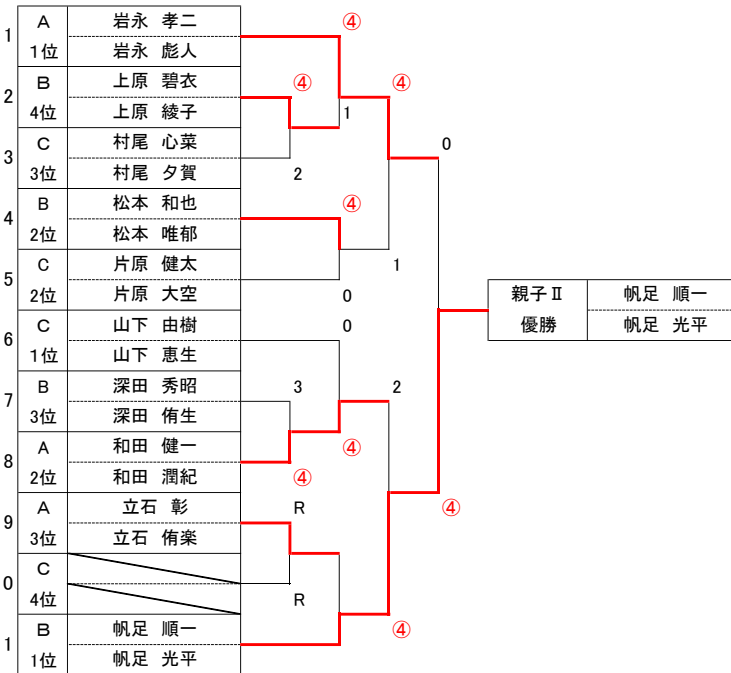 1 A 岩永 孝二
1位 岩永 彪人
2 B 上原 碧衣
4位 上原 綾子
3 C 村尾 心菜
3位 村尾 夕賀
4 B 松本 和也
2位 松本 唯郁
5 C 片原 健太
2位 片原 大空
6 C 山下 由樹
1位 山下 恵生
7 B 深田 秀昭
3位 深田 侑生
8 A 和田 健一
2位 和田 潤紀
9 A 立石 彰
3位 立石 侑楽
0 C
4位
1 B 帆足 順一
1位 帆足 光平
④
④
④
1
0
2
④
1
0
0
3
2
④
④
R
④
R
④
親子Ⅱ 帆足 順一
優勝 帆足 光平